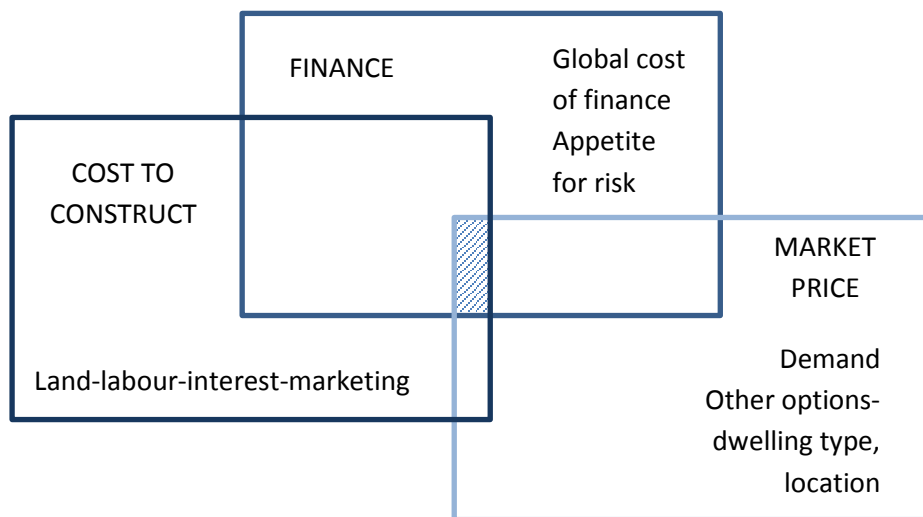 FINANCE
Global cost
of finance
Appetite
for risk
COST TO
CONSTRUCT
Land-labour-interest-marketing
MARKET
PRICE
Demand
Other options-
dwelling type,
location